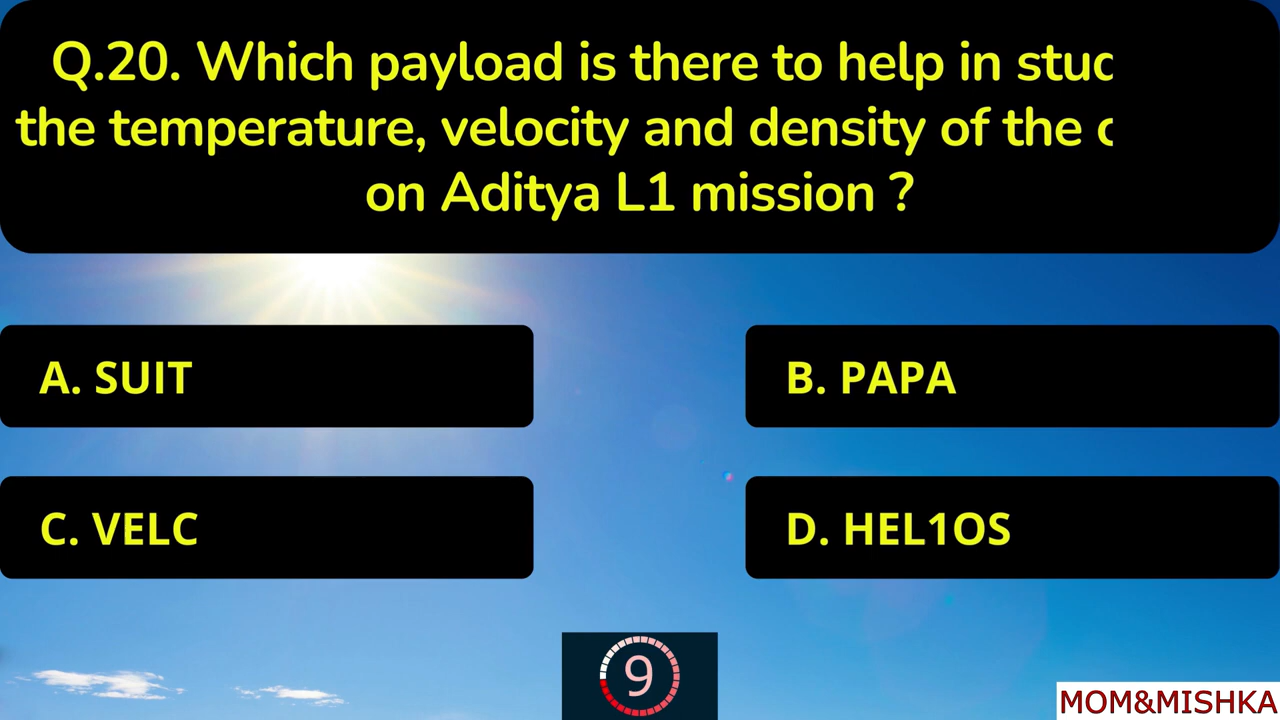 Q.20. Which payload is there to help in
the temperature, velocity and density of the
on Aditya L1 mission ?
A. SUIT
B. PAPA
C. VELC
D. HEL1OS
9
MOM&MISHKA